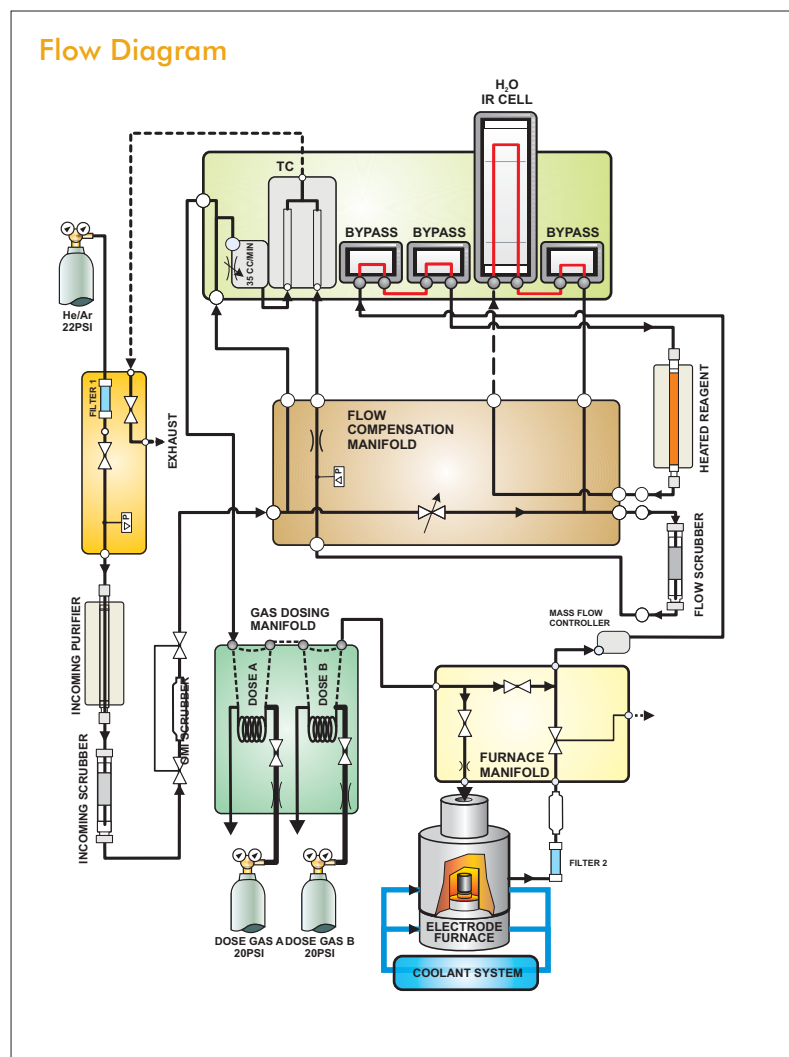 Flow Diagram
H₂O
IR CELL
TC
BYPASS
BYPASS
BYPASS
35 CC/MIN
He/Ar
22PSI
FILTER 1
EXHAUST
P
FLOW
COMPENSATION
MANIFOLD
P
HEATED REAGENT
FLOW SCRUBBER
INCOMING PURIFIER
OMI SCRUBBER
INCOMING SCRUBBER
GAS DOSING
MANIFOLD
DOSE A
DOSE B
MASS FLOW
CONTROLLER
FURNACE
MANIFOLD
FILTER 2
ELECTRODE
FURNACE
COOLANT SYSTEM
DOSE GAS A
20PSI
DOSE GAS B
20PSI